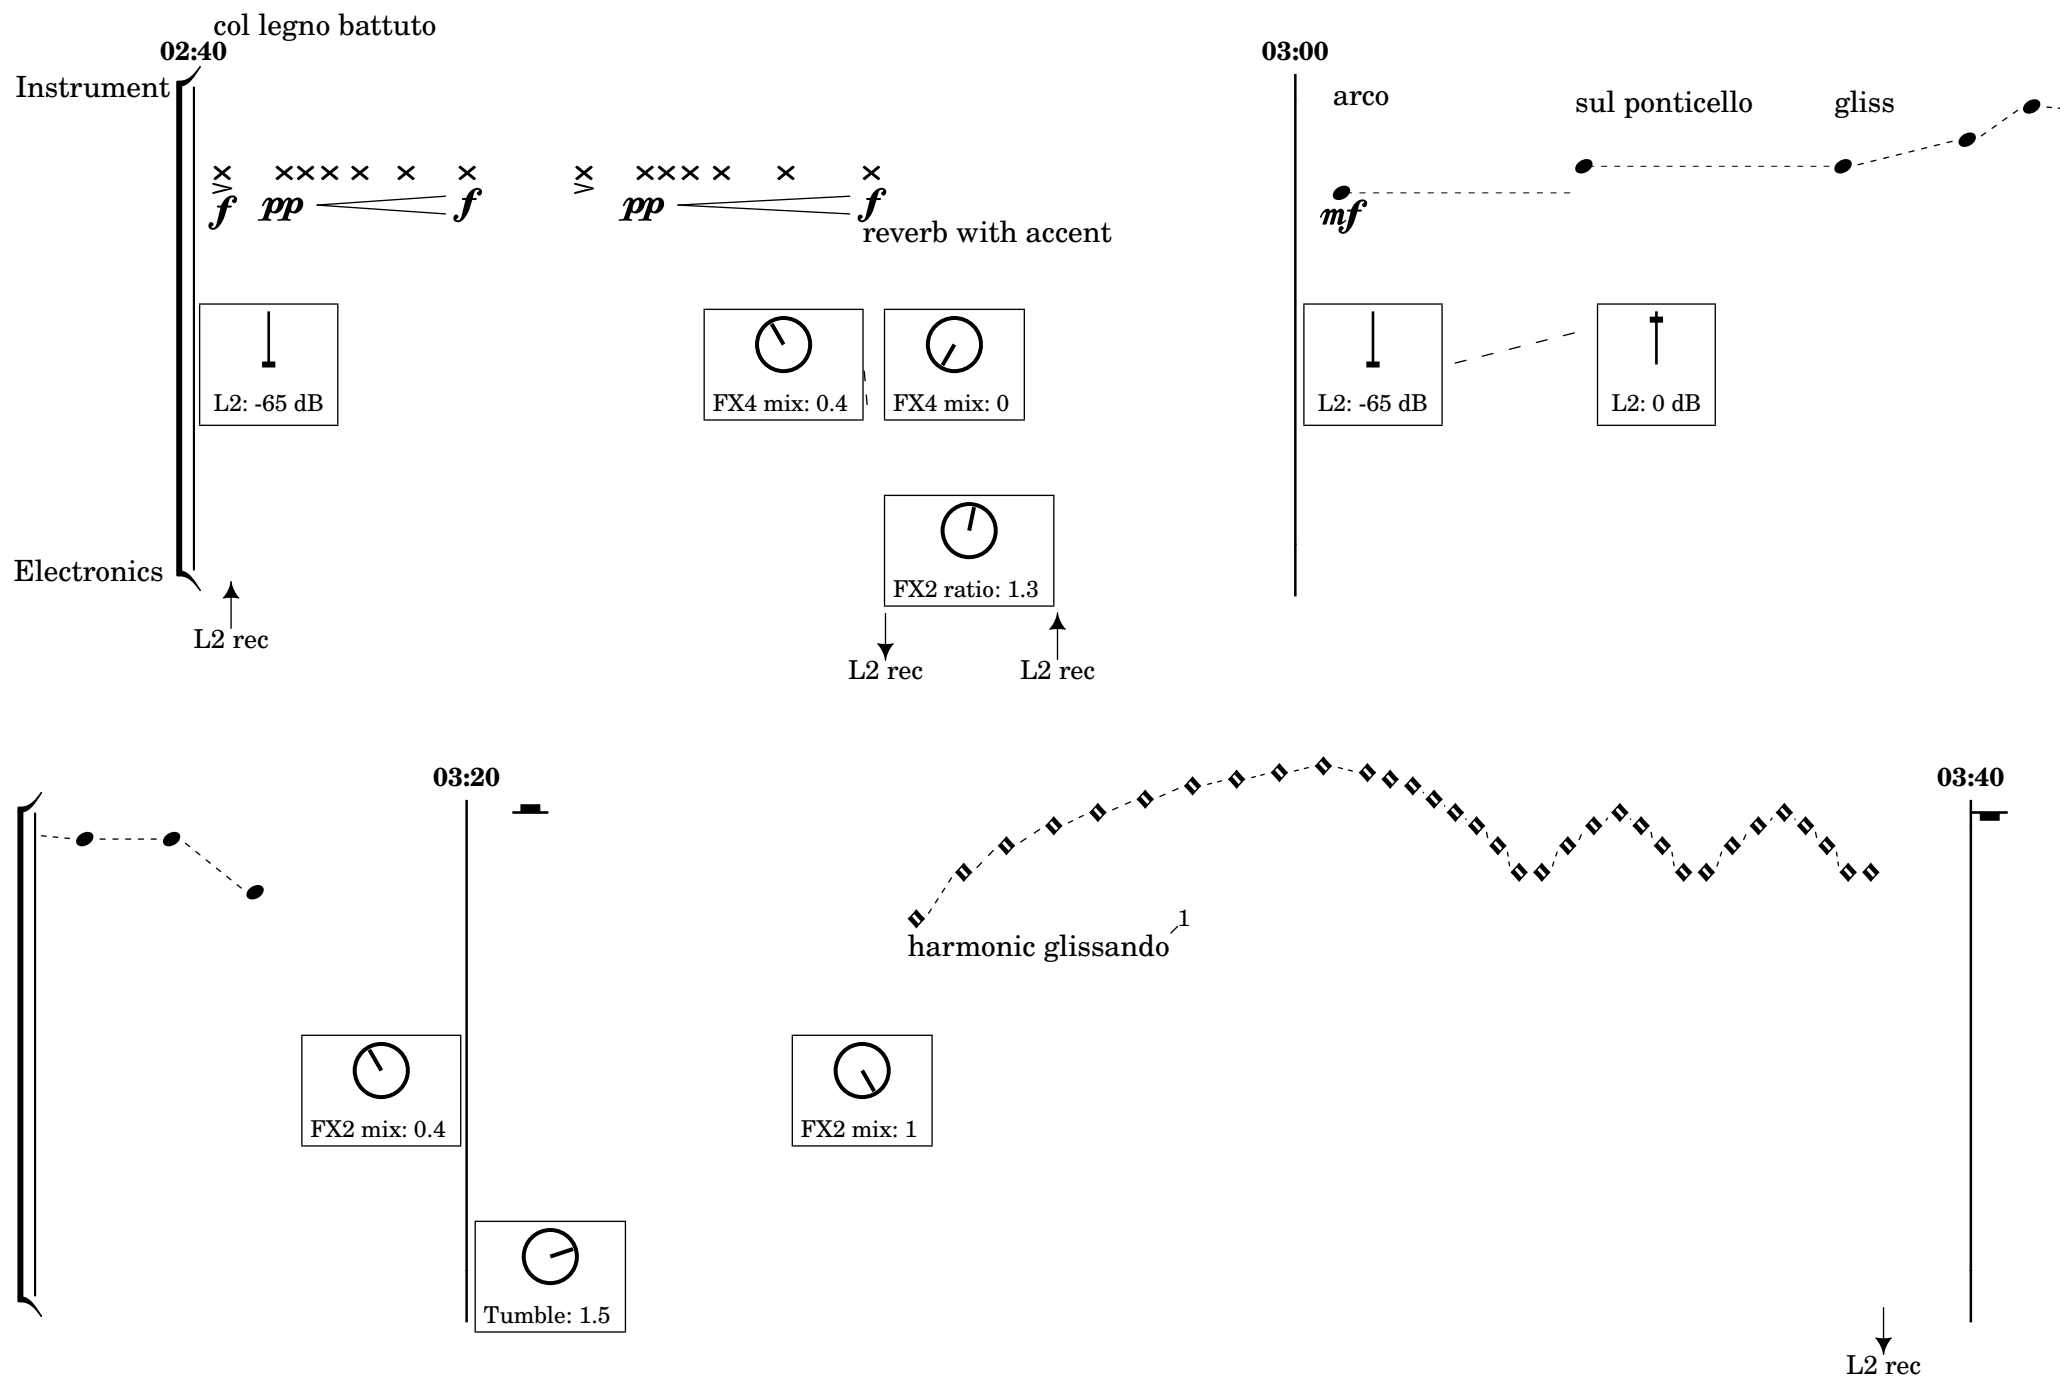 col legno battuto
02:40
03:00
Instrument
arco
sul ponticello
gliss
f pp f pp f
mf
reverb with accent
L2: -65 dB
FX4 mix: 0.4
FX4 mix: 0
L2: -65 dB
L2: 0 dB
FX2 ratio: 1.3
Electronics
L2 rec
L2 rec
L2 rec
03:20
03:40
harmonic glissando 1
FX2 mix: 0.4
FX2 mix: 1
Tumble: 1.5
L2 rec